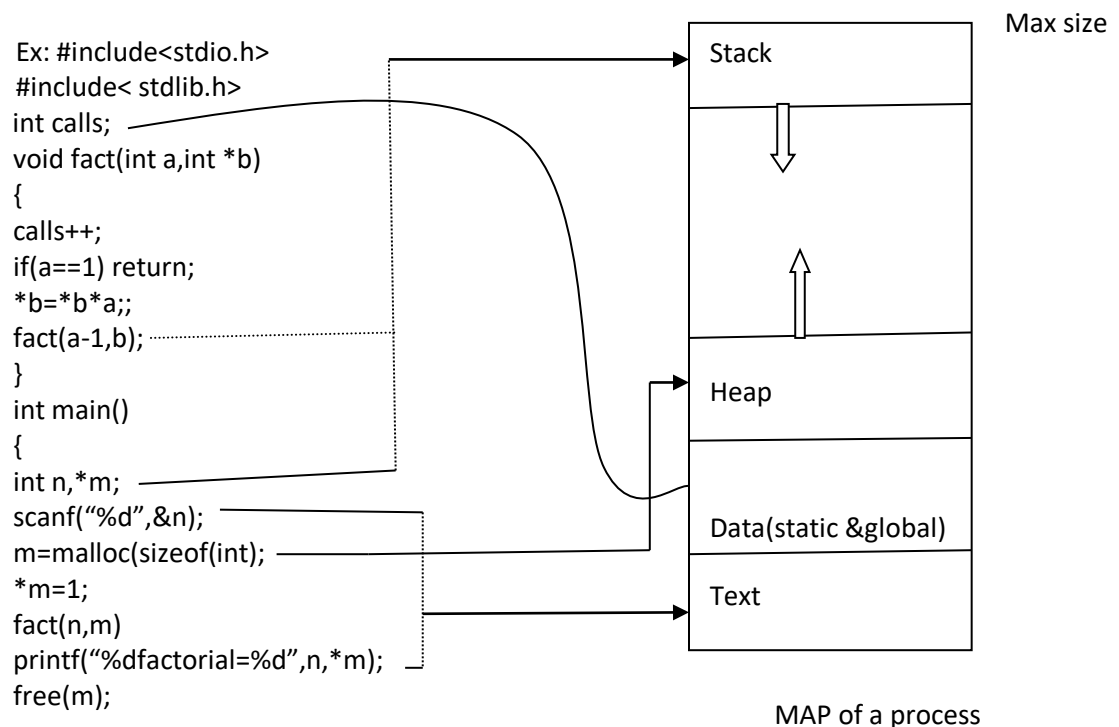 Ex: #include<stdio.h>
#include< stdlib.h>
int calls;
void fact(int a,int *b)
{
calls++;
if(a==1) return;
*b=*b*a;;
fact(a-1,b);
}
int main()
{
int n,*m;
scanf(“%d”,&n);
m=malloc(sizeof(int);
*m=1;
fact(n,m)
printf(“%dfactorial=%d”,n,*m);
free(m);
Max size
Stack
Heap
Data(static &global)
Text
MAP of a process